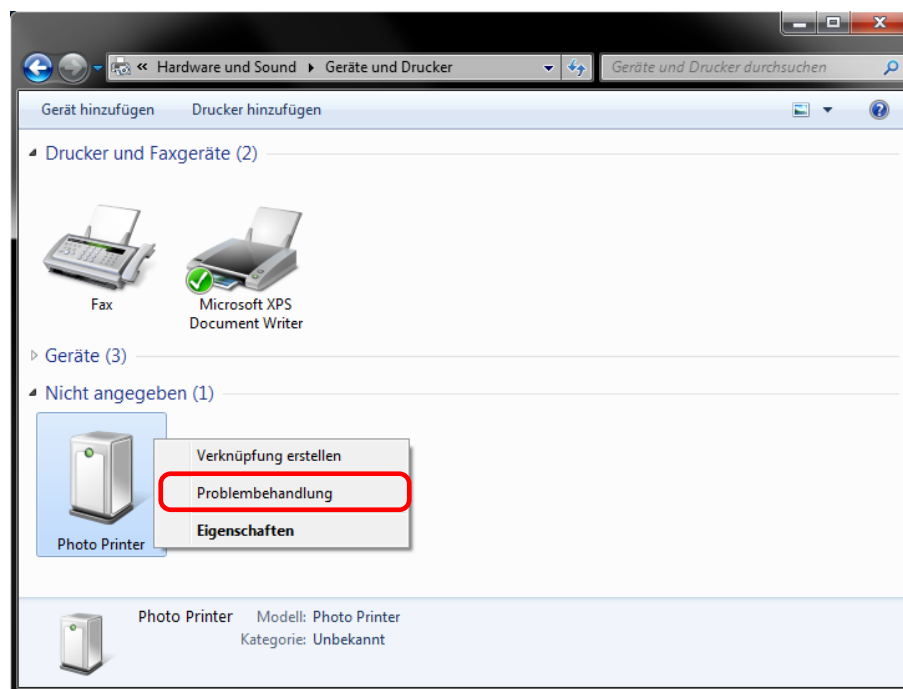 « Hardware und Sound ▸ Geräte und Drucker
Geräte und Drucker durchsuchen
Gerät hinzufügen Drucker hinzufügen
Drucker und Faxgeräte (2)
Fax
Microsoft XPS
Document Writer
Geräte (3)
Nicht angegeben (1)
Photo Printer
Verknüpfung erstellen
Problembehandlung
Eigenschaften
Photo Printer Modell: Photo Printer
Kategorie: Unbekannt